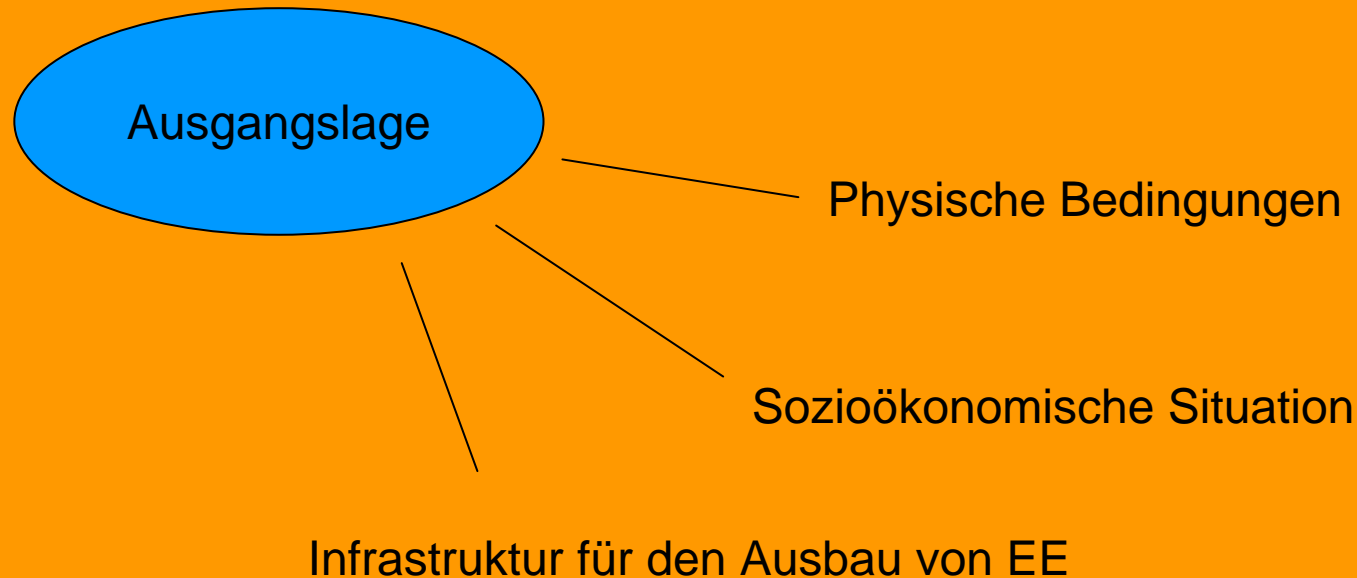 Ausgangslage
Physische Bedingungen
Sozioökonomische Situation
Infrastruktur für den Ausbau von EE